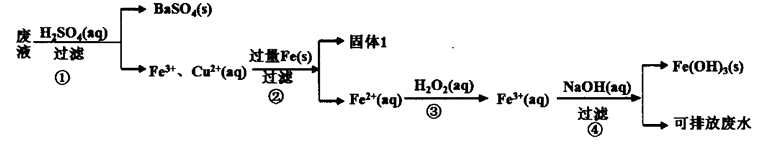 BaSO₄(s)
废液 H₂SO₄(aq) 过滤 ①
Fe³⁺、Cu²⁺(aq) 过量Fe(s) 过滤 ②
固体1
Fe²⁺(aq) H₂O₂(aq) ③ Fe³⁺(aq) NaOH(aq) 过滤 ④
Fe(OH)₃(s)
可排放废水